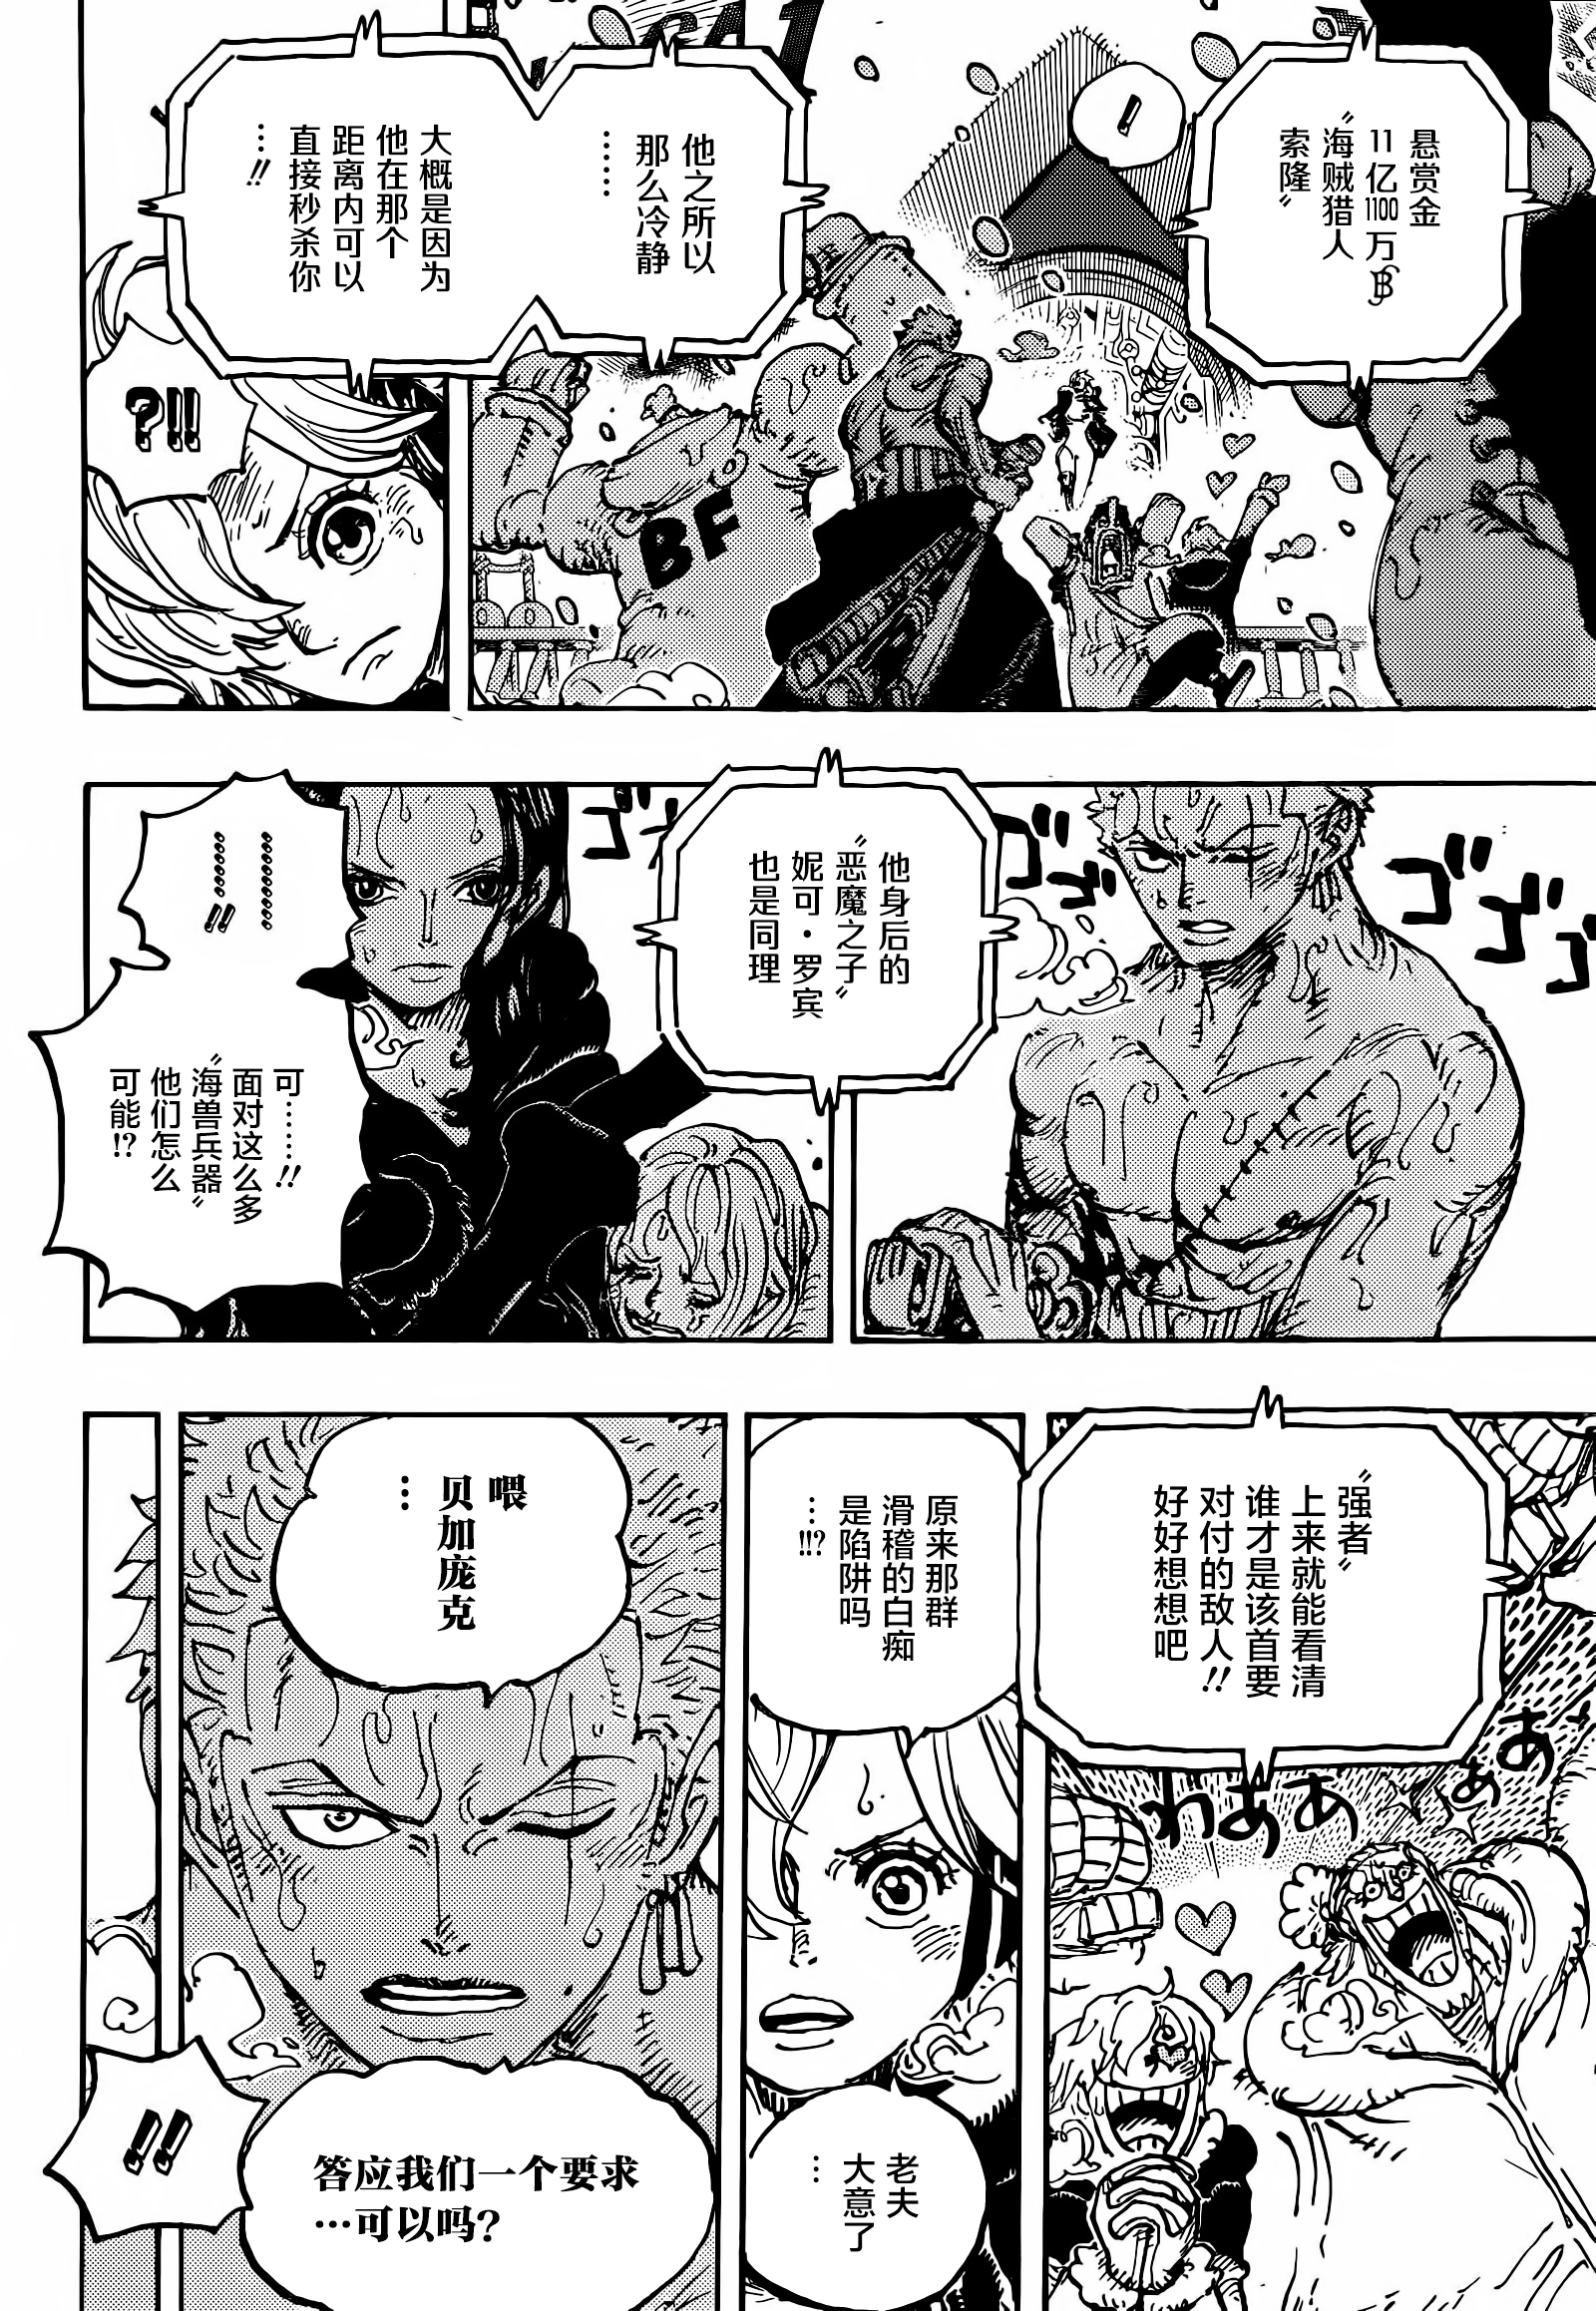 悬赏金
11亿1100万฿
〝海贼猎人
索隆〞
!
他之所以
那么冷静
……
大概是因为
他在那个
距离内可以
直接秒杀你
…!!
?!!
BF
ゴゴゴ
ゴゴ
ゴゴ
他身后的
〝恶魔之子〞
妮可・罗宾
也是同理
………
………!!
可……!!
面对这么多
〝海兽兵器〞
他们怎么
可能!?
〝强者〞
上来就能看清
谁才是该首要
对付的敌人!!
好好想想吧
わあああああ
原来那群
滑稽的白痴
是陷阱吗
…!!?
老夫
大意了
…
喂
贝加庞克
…
答应我们一个要求
…可以吗?
!!